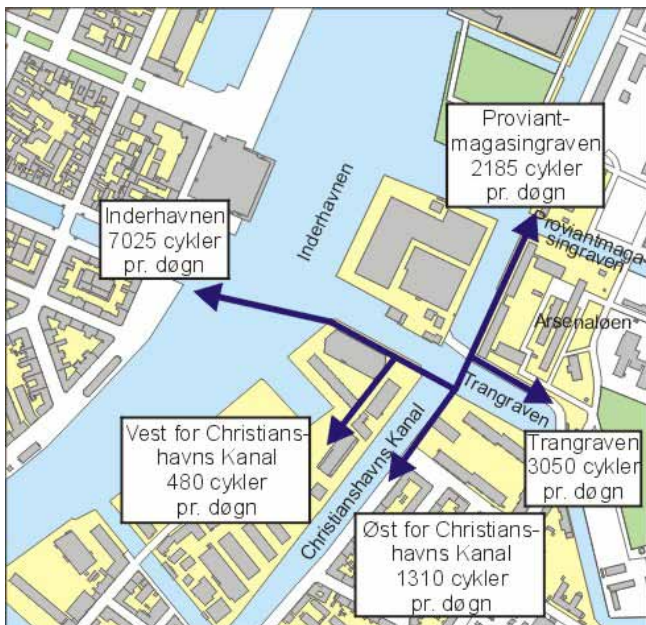 Proviant-
magasingraven
2185 cykler
pr. døgn
Inderhavnen
7025 cykler
pr. døgn
Inderhavnen
Proviantmaga-
singraven
Arsenaløen
Trangraven
Vest for Christians-
havns Kanal
480 cykler
pr. døgn
Christianshavns Kanal
Trangraven
3050 cykler
pr. døgn
Øst for Christians-
havns Kanal
1310 cykler
pr. døgn